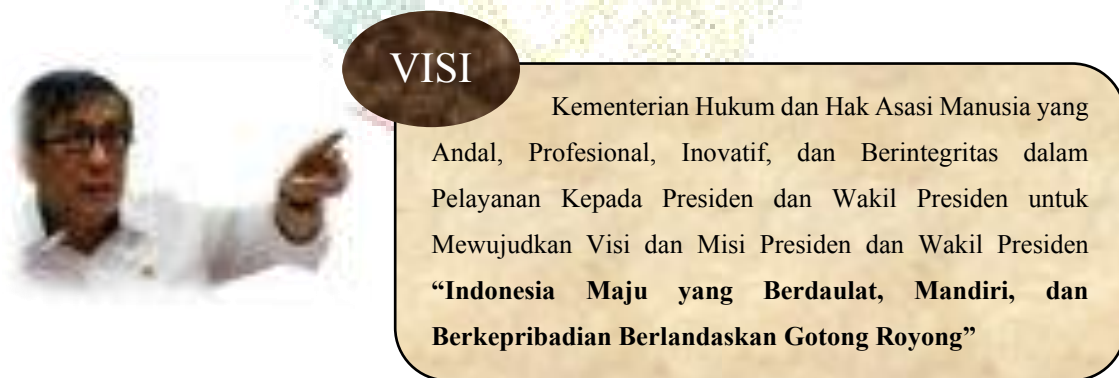 VISI
Kementerian Hukum dan Hak Asasi Manusia yang
Andal, Profesional, Inovatif, dan Berintegritas dalam
Pelayanan Kepada Presiden dan Wakil Presiden untuk
Mewujudkan Visi dan Misi Presiden dan Wakil Presiden
“Indonesia Maju yang Berdaulat, Mandiri, dan
Berkepribadian Berlandaskan Gotong Royong”